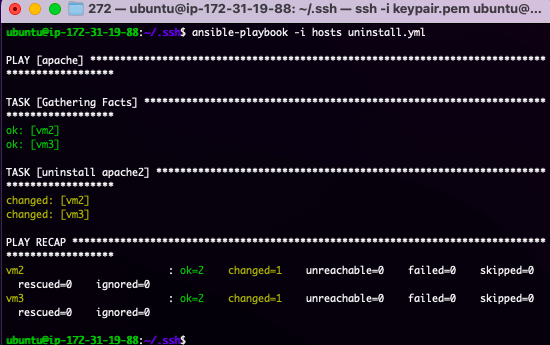 272 — ubuntu@ip-172-31-19-88: ~/.ssh — ssh -i keypair.pem ubuntu@...
ubuntu@ip-172-31-19-88:~/.ssh$ ansible-playbook -i hosts uninstall.yml
PLAY [apache] ****************************************************************************
******************
TASK [Gathering Facts] *******************************************************************
******************
ok: [vm2]
ok: [vm3]
TASK [uninstall apache2] *****************************************************************
******************
changed: [vm2]
changed: [vm3]
PLAY RECAP *******************************************************************************
******************
vm2 : ok=2 changed=1 unreachable=0 failed=0 skipped=0
rescued=0 ignored=0
vm3 : ok=2 changed=1 unreachable=0 failed=0 skipped=0
rescued=0 ignored=0
ubuntu@ip-172-31-19-88:~/.ssh$